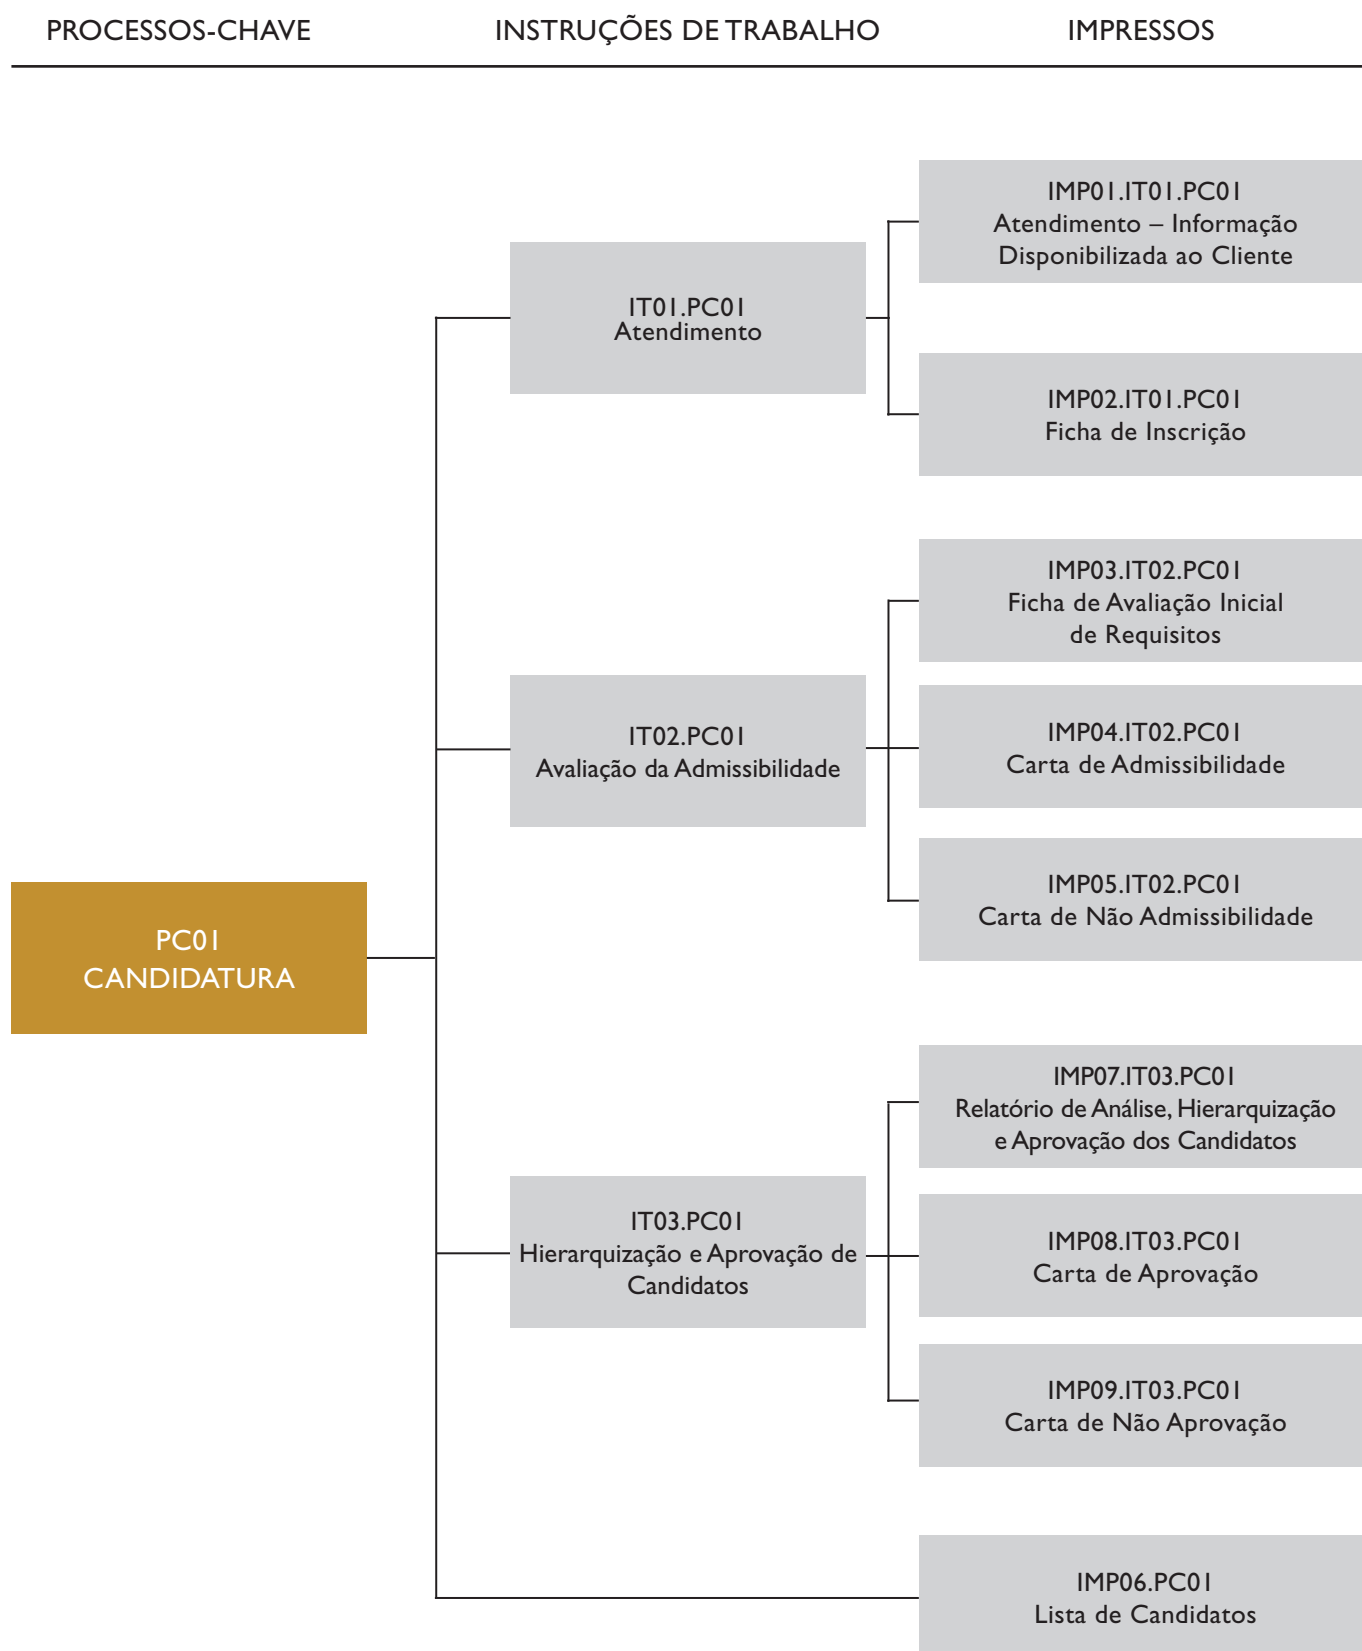 PROCESSOS-CHAVE
INSTRUÇÕES DE TRABALHO
IMPRESSOS
IMP01.IT01.PC01
Atendimento – Informação
Disponibilizada ao Cliente
IT01.PC01
Atendimento
IMP02.IT01.PC01
Ficha de Inscrição
IMP03.IT02.PC01
Ficha de Avaliação Inicial
de Requisitos
IT02.PC01
Avaliação da Admissibilidade
IMP04.IT02.PC01
Carta de Admissibilidade
IMP05.IT02.PC01
Carta de Não Admissibilidade
PC01
CANDIDATURA
IMP07.IT03.PC01
Relatório de Análise, Hierarquização
e Aprovação dos Candidatos
IT03.PC01
Hierarquização e Aprovação de
Candidatos
IMP08.IT03.PC01
Carta de Aprovação
IMP09.IT03.PC01
Carta de Não Aprovação
IMP06.PC01
Lista de Candidatos